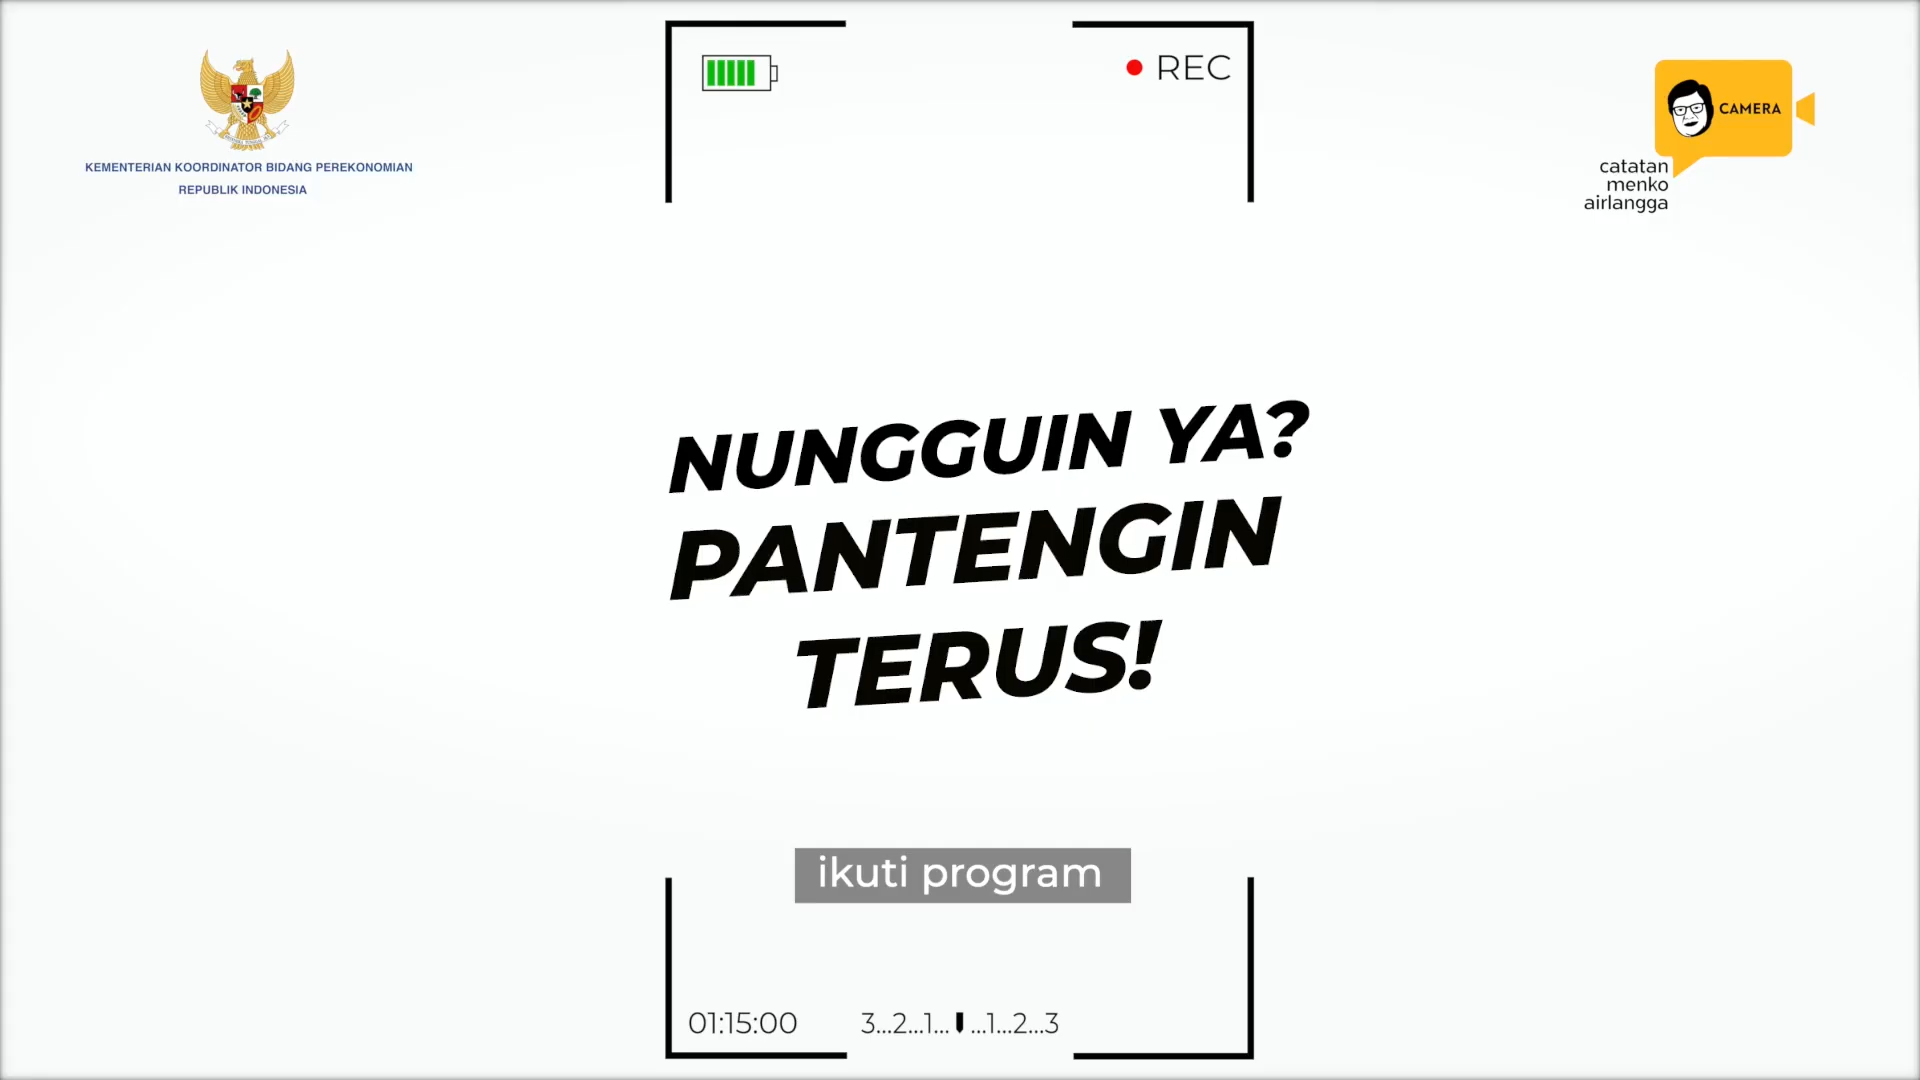 KEMENTERIAN KOORDINATOR BIDANG PEREKONOMIAN
REPUBLIK INDONESIA
REC
CAMERA
catatan
menko
airlangga
NUNGGUIN YA?
PANTENGIN
TERUS!
ikuti program
01:15:00
3...2...1... ...1...2...3